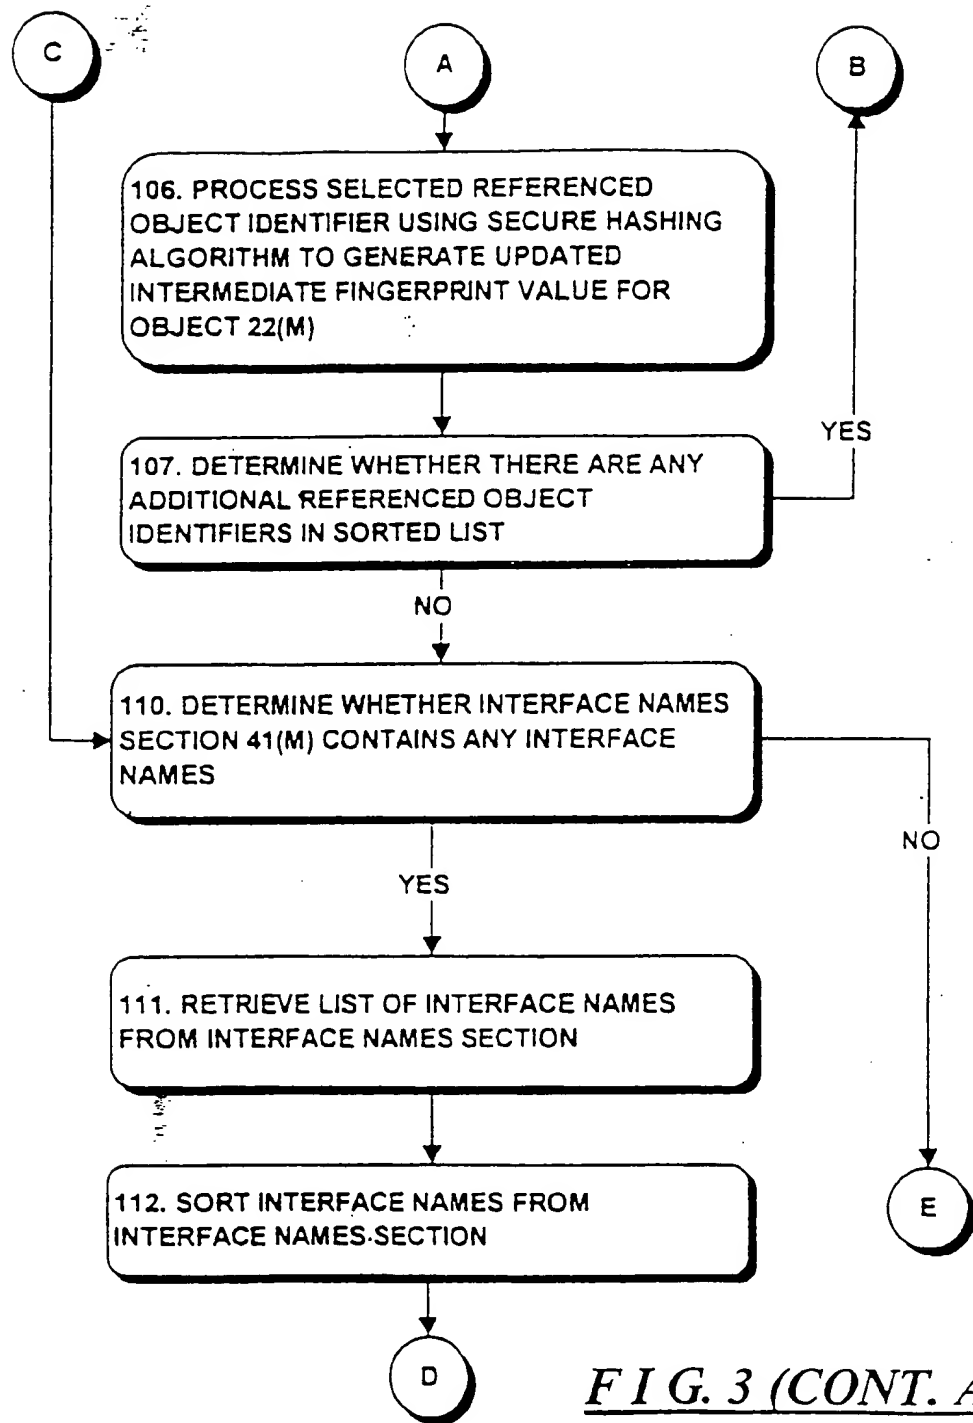 C
A
B
106. PROCESS SELECTED REFERENCED
OBJECT IDENTIFIER USING SECURE HASHING
ALGORITHM TO GENERATE UPDATED
INTERMEDIATE FINGERPRINT VALUE FOR
OBJECT 22(M)
YES
107. DETERMINE WHETHER THERE ARE ANY
ADDITIONAL REFERENCED OBJECT
IDENTIFIERS IN SORTED LIST
NO
110. DETERMINE WHETHER INTERFACE NAMES
SECTION 41(M) CONTAINS ANY INTERFACE
NAMES
NO
YES
111. RETRIEVE LIST OF INTERFACE NAMES
FROM INTERFACE NAMES SECTION
112. SORT INTERFACE NAMES FROM
INTERFACE NAMES SECTION
E
D
FIG. 3 (CONT. A